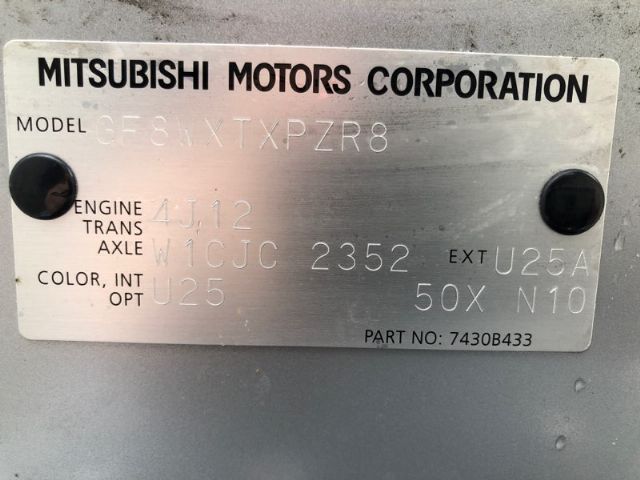 MITSUBISHI MOTORS CORPORATION
MODEL GF8WXTXPZR8
ENGINE 4J12
TRANS
AXLE W1CJC 2352 EXT U25A
COLOR, INT U25
OPT 50X N10
PART NO: 7430B433